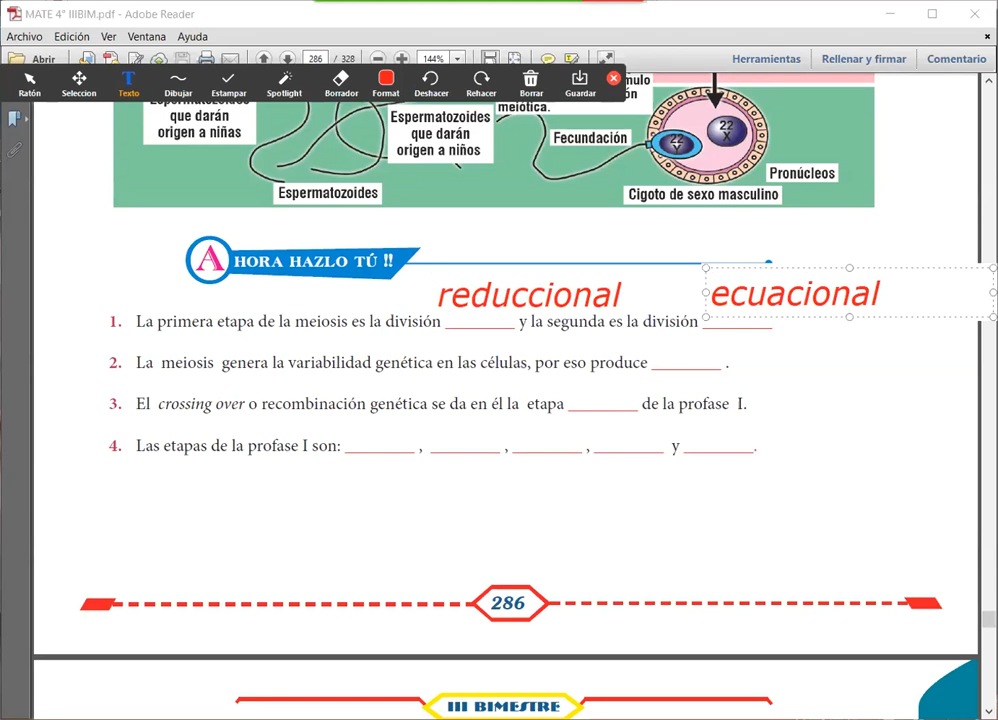 MATE 4° IIIBIM.pdf - Adobe Reader
Archivo Edición Ver Ventana Ayuda
Abrir 286 / 328 144% Herramientas Rellenar y firmar Comentario
Ratón Seleccion Texto Dibujar Estampar Spotlight Borrador Format Deshacer Rehacer Borrar Guardar
Espermatozoides
que darán
origen a niñas
Espermatozoides
que darán
origen a niños
meiótica.
Fecundación
22
Y
22
X
Pronúcleos
Espermatozoides
Cigoto de sexo masculino
AHORA HAZLO TÚ !!
reduccional ecuacional
1. La primera etapa de la meiosis es la división ________ y la segunda es la división ________
2. La meiosis genera la variabilidad genética en las células, por eso produce ________ .
3. El crossing over o recombinación genética se da en él la etapa ________ de la profase I.
4. Las etapas de la profase I son: ________ , ________ , ________ , ________ y ________.
286
III BIMESTRE